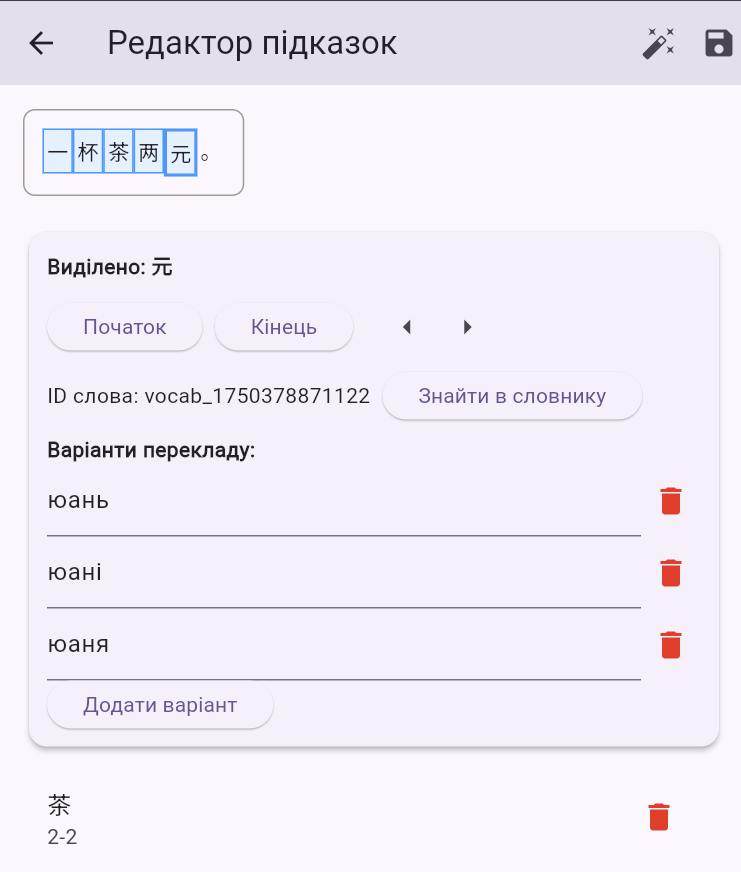 Редактор підказок
一杯茶两元。
Виділено: 元
Початок Кінець
ID слова: vocab_1750378871122 Знайти в словнику
Варіанти перекладу:
юань
юані
юаня
Додати варіант
茶
2-2